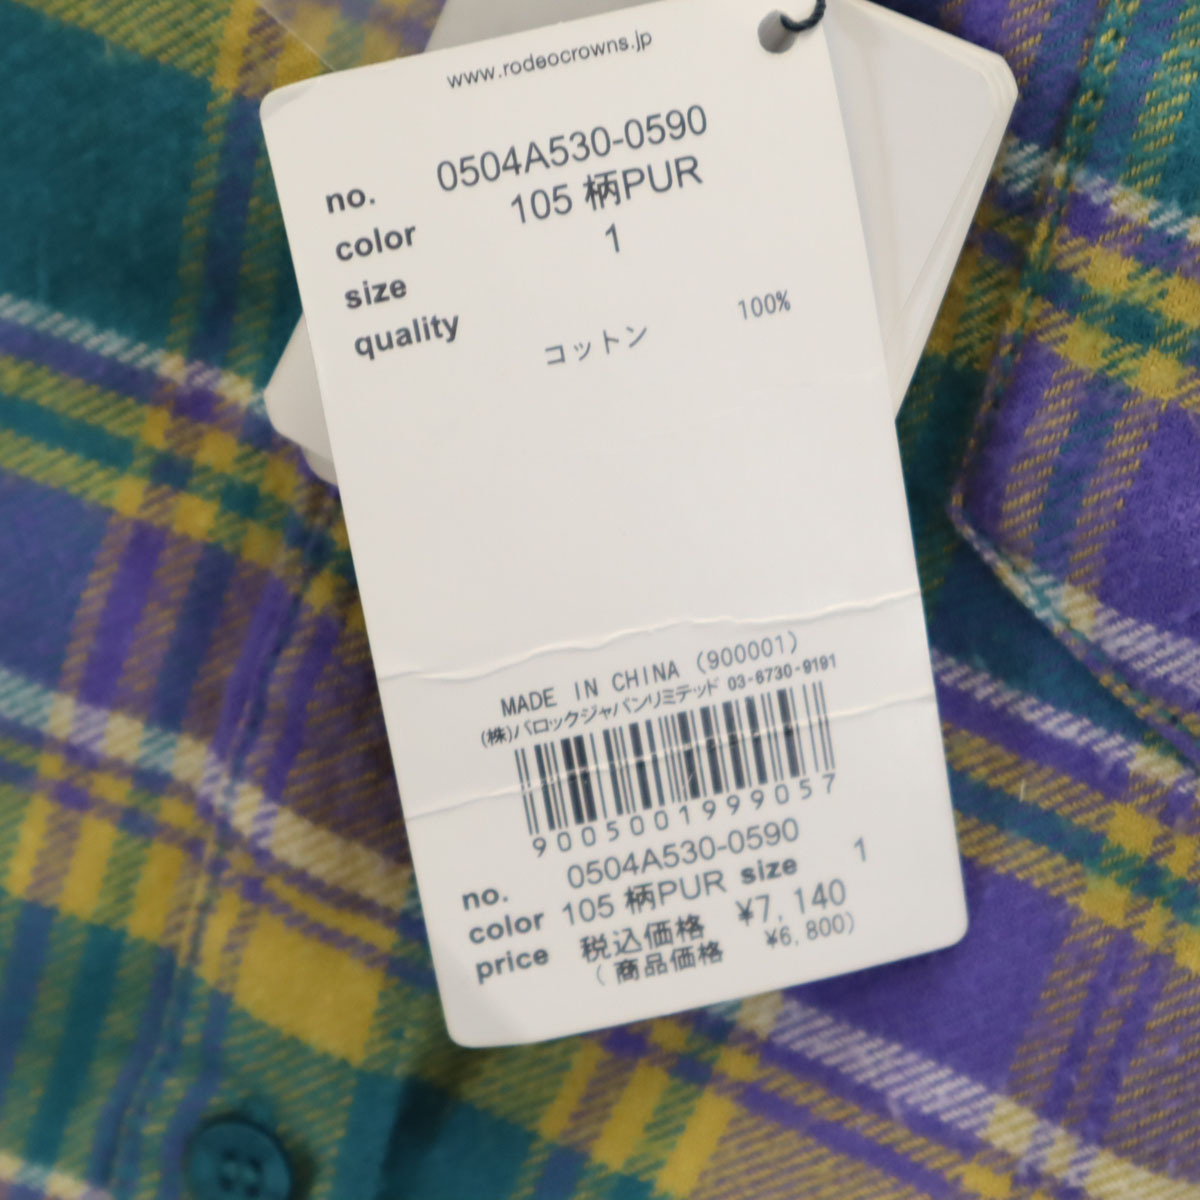 www.rodeocrowns.jp
no. 0504A530-0590
color 105 柄PUR
size 1
quality
コットン 100%
MADE IN CHINA (900001)
(株)バロックジャパンリミテッド 03-6730-9191
9005001999057
no. 0504A530-0590
color 105 柄PUR size 1
price 税込価格 ¥7,140
(商品価格 ¥6,800)